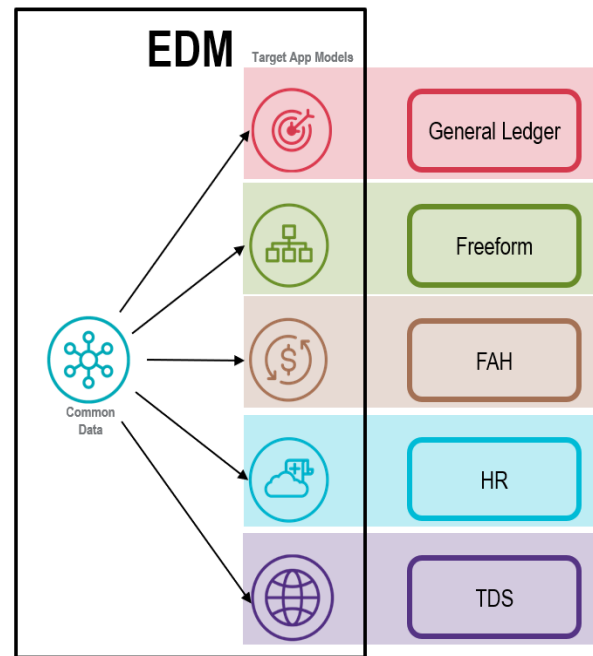 EDM
Target App Models
General Ledger
Freeform
FAH
Common
Data
HR
TDS